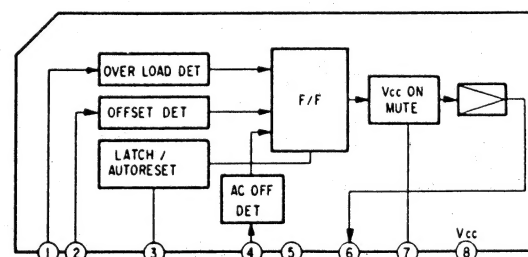 OVER LOAD DET
OFFSET DET
LATCH /
AUTORESET
F/F
Vcc ON
MUTE
AC OFF
DET
Vcc
1 2 3 4 5 6 7 8